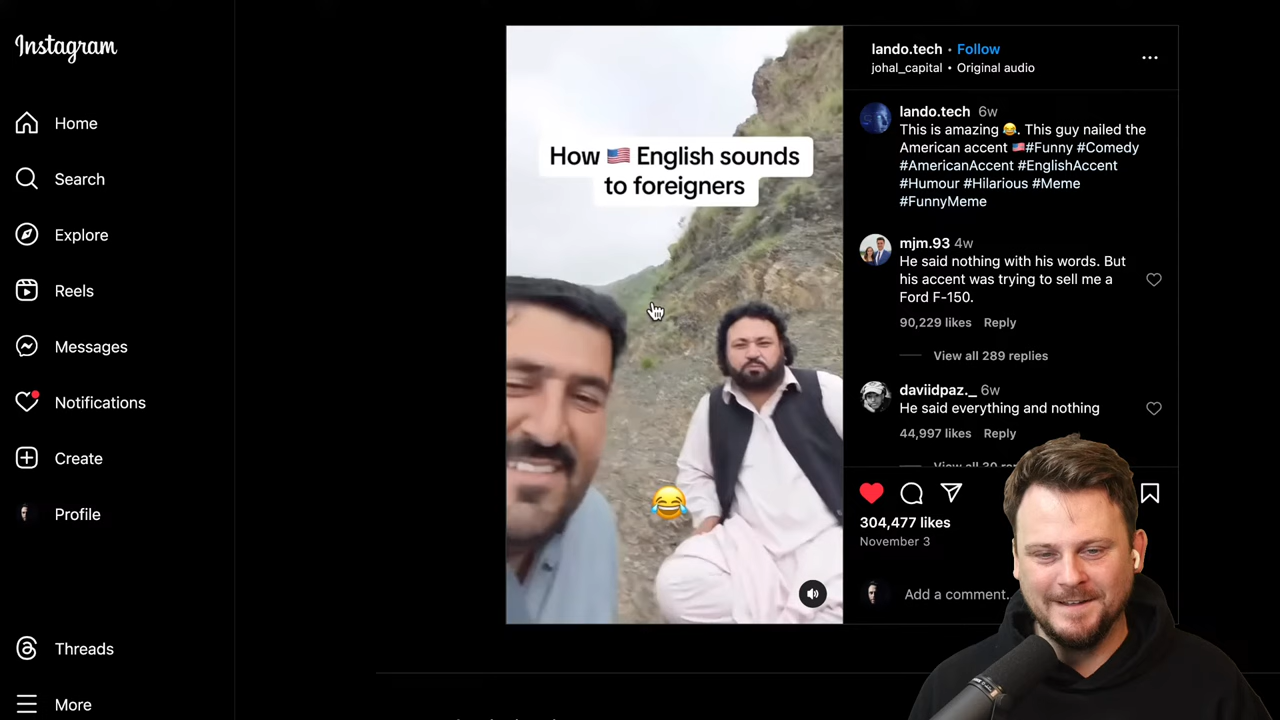 Instagram
Home
Search
Explore
Reels
Messages
Notifications
Create
Profile
Threads
More
How 🇺🇸 English sounds
to foreigners
😂
lando.tech • Follow
johal_capital • Original audio
lando.tech 6w
This is amazing 😂. This guy nailed the
American accent 🇺🇸#Funny #Comedy
#AmericanAccent #EnglishAccent
#Humour #Hilarious #Meme
#FunnyMeme
mjm.93 4w
He said nothing with his words. But
his accent was trying to sell me a
Ford F-150.
90,229 likes Reply
View all 289 replies
daviidpaz._ 6w
He said everything and nothing
44,997 likes Reply
304,477 likes
November 3
Add a comment...